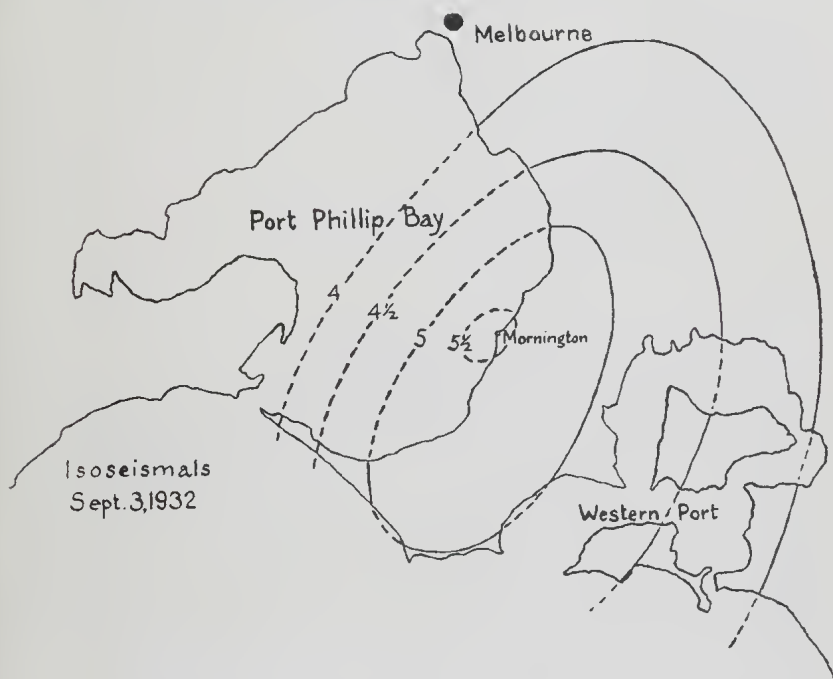 Melbourne
Port Phillip Bay
4
4½
5
5½
Mornington
Isoseismals
Sept.3,1932
Western Port